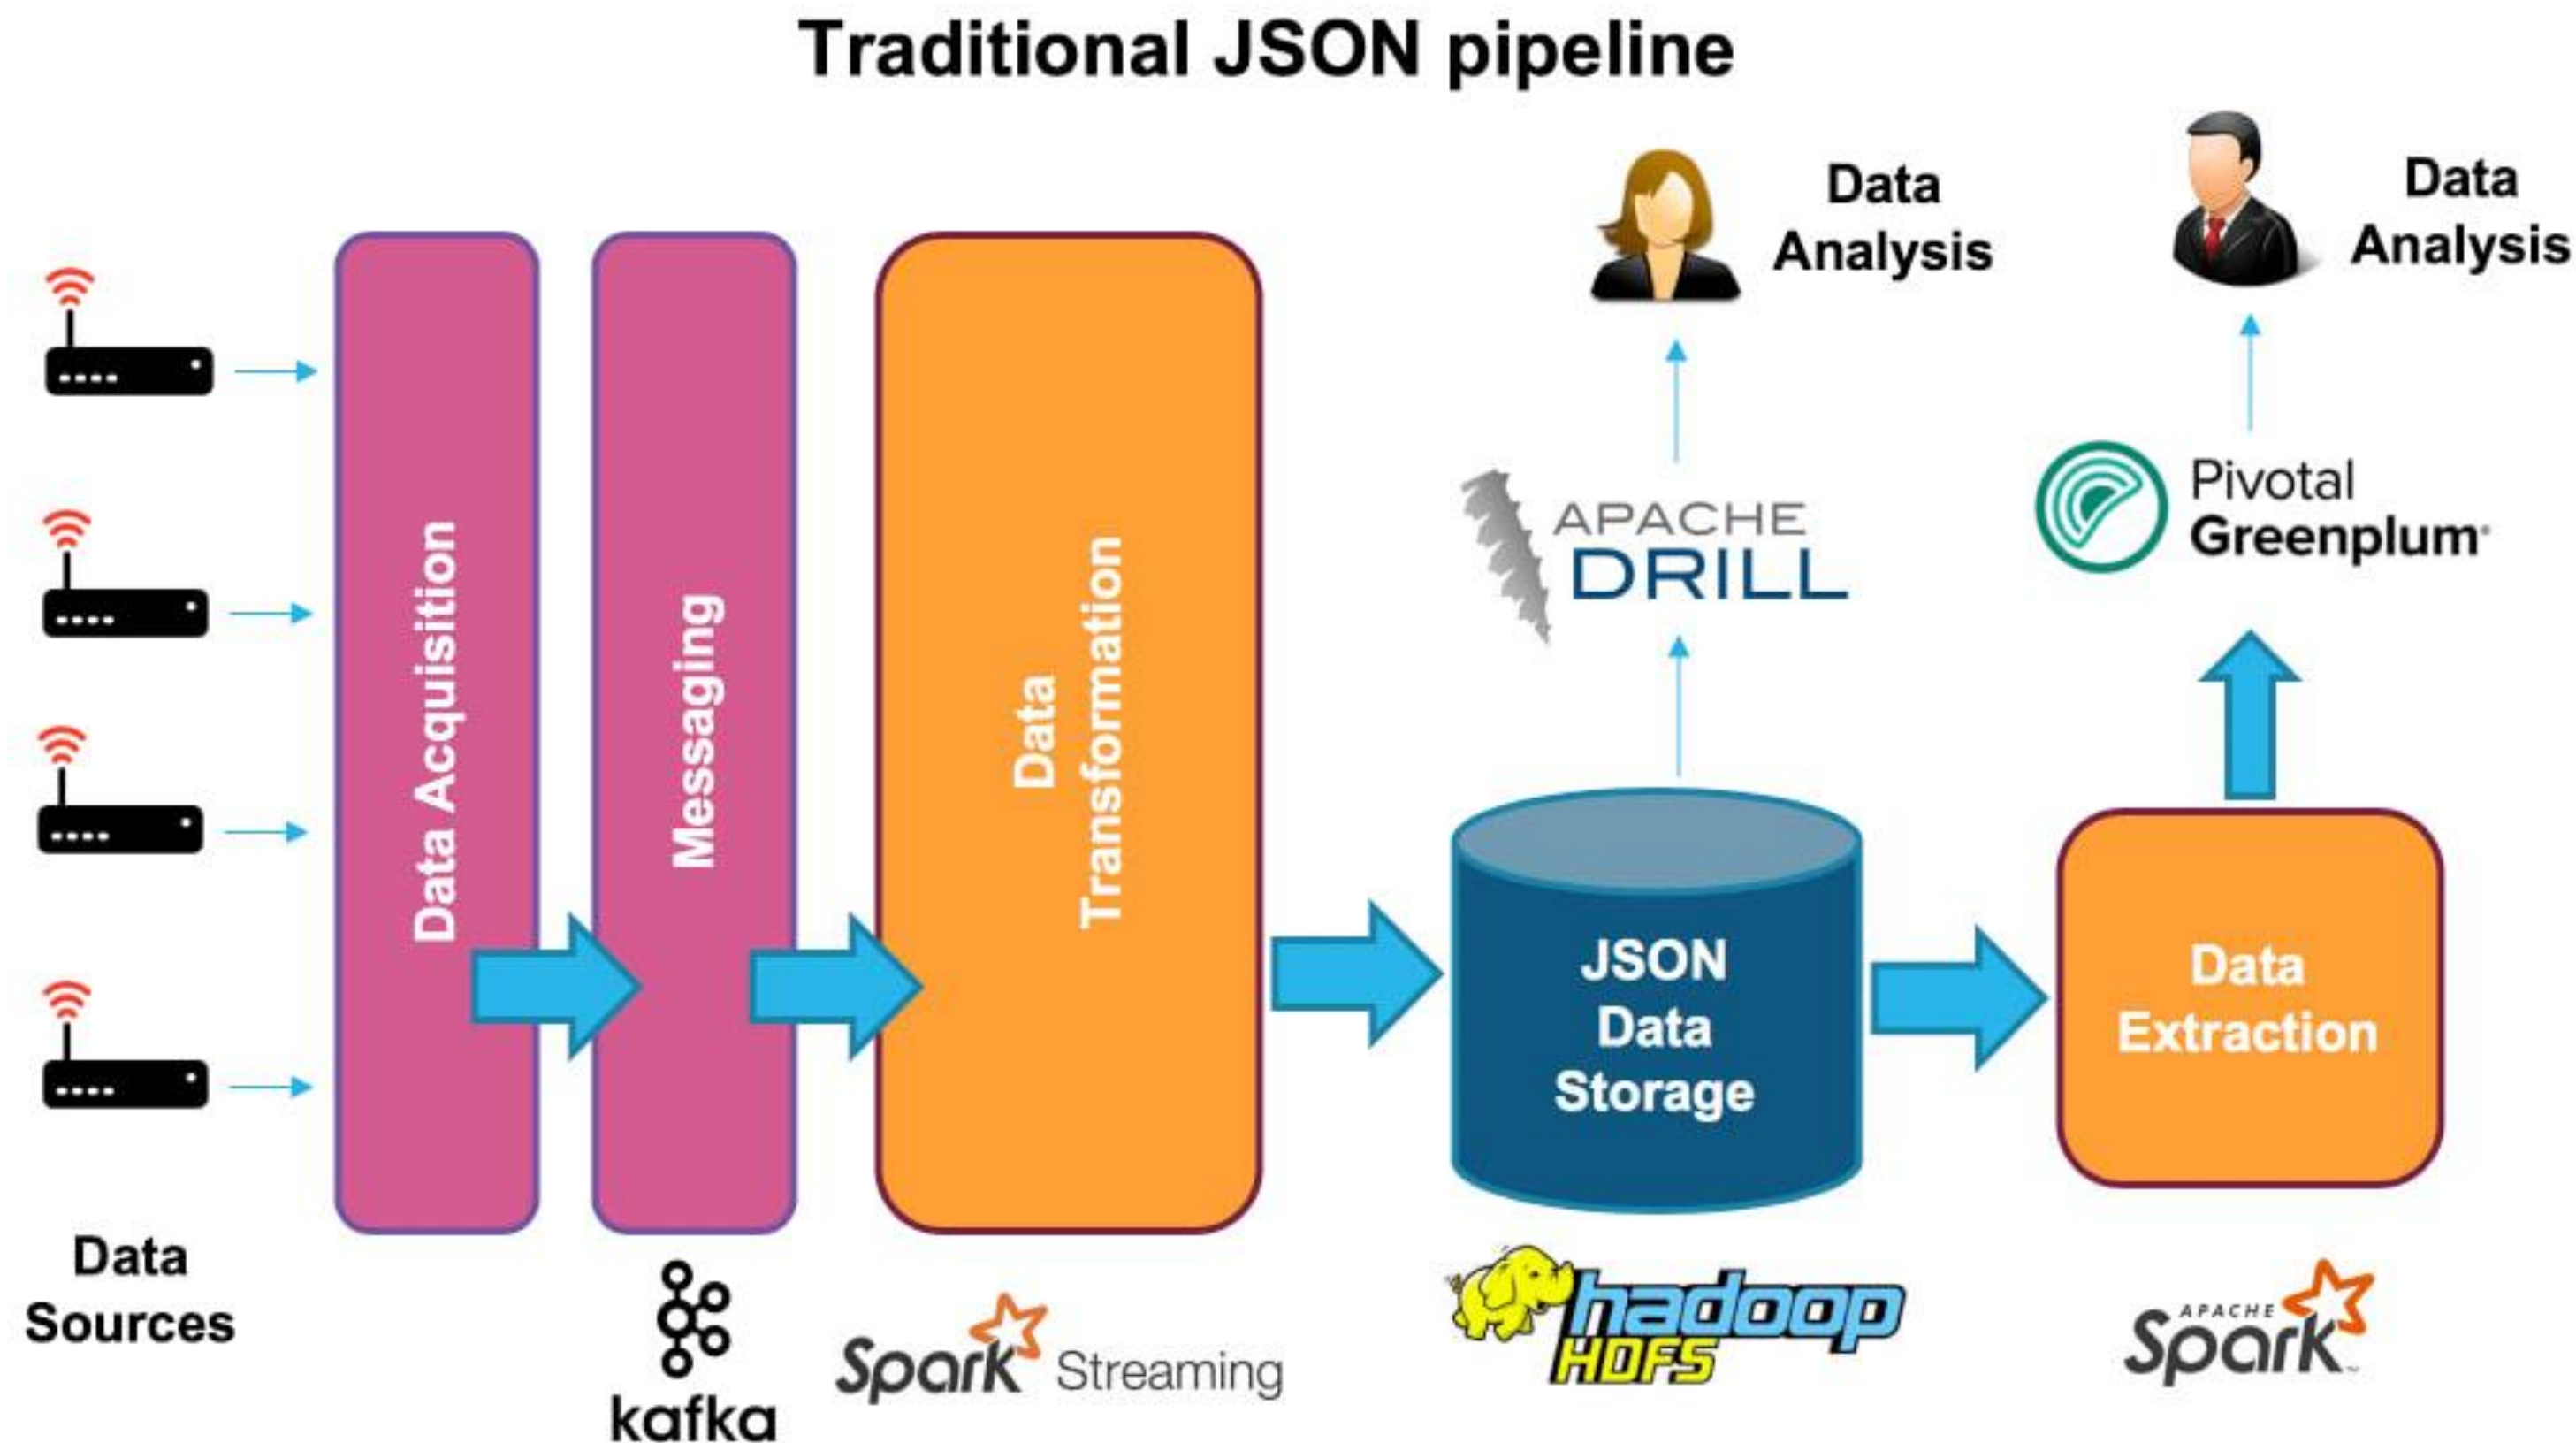 Traditional JSON pipeline
Data
Sources
Data Acquisition
Messaging
kafka
Data
Transformation
Spark Streaming
JSON
Data
Storage
hadoop
HDFS
APACHE
DRILL
Data
Analysis
Data
Extraction
APACHE
Spark™
Pivotal
Greenplum®
Data
Analysis